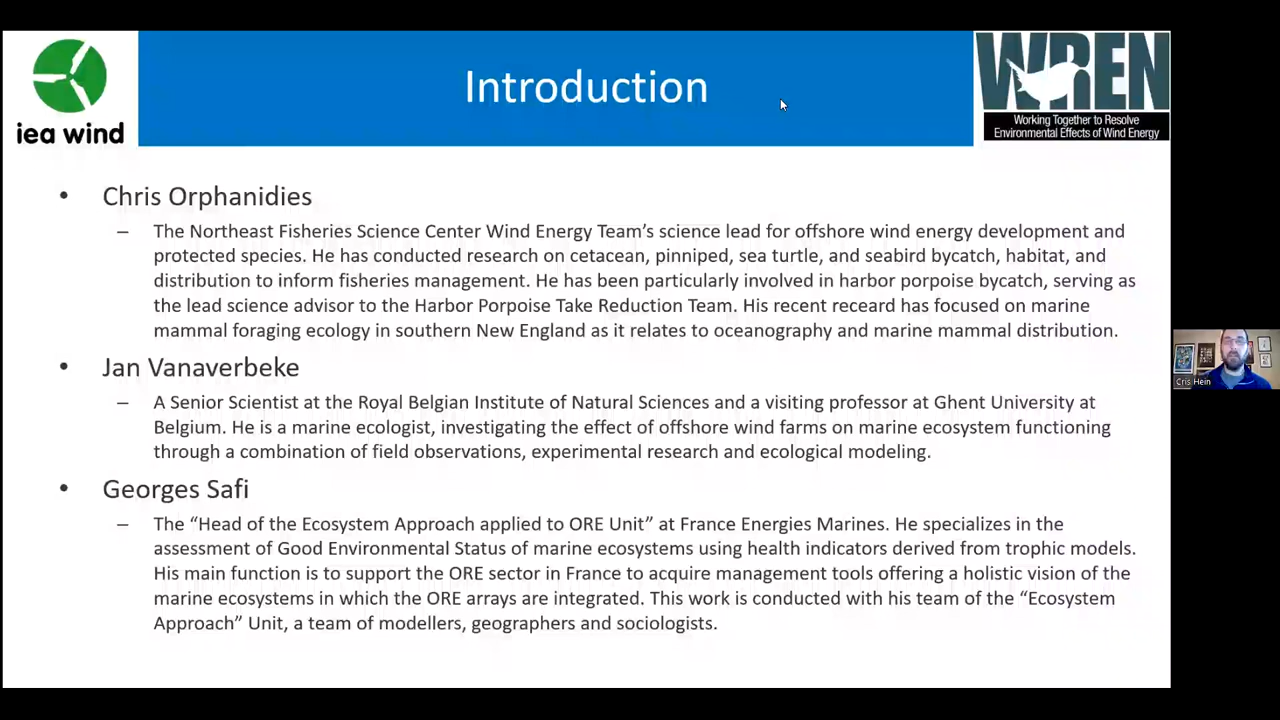 iea wind
Introduction
WREN
Working Together to Resolve
Environmental Effects of Wind Energy
• Chris Orphanidies
– The Northeast Fisheries Science Center Wind Energy Team's science lead for offshore wind energy development and
protected species. He has conducted research on cetacean, pinniped, sea turtle, and seabird bycatch, habitat, and
distribution to inform fisheries management. He has been particularly involved in harbor porpoise bycatch, serving as
the lead science advisor to the Harbor Porpoise Take Reduction Team. His recent receard has focused on marine
mammal foraging ecology in southern New England as it relates to oceanography and marine mammal distribution.
• Jan Vanaverbeke
– A Senior Scientist at the Royal Belgian Institute of Natural Sciences and a visiting professor at Ghent University at
Belgium. He is a marine ecologist, investigating the effect of offshore wind farms on marine ecosystem functioning
through a combination of field observations, experimental research and ecological modeling.
• Georges Safi
– The “Head of the Ecosystem Approach applied to ORE Unit” at France Energies Marines. He specializes in the
assessment of Good Environmental Status of marine ecosystems using health indicators derived from trophic models.
His main function is to support the ORE sector in France to acquire management tools offering a holistic vision of the
marine ecosystems in which the ORE arrays are integrated. This work is conducted with his team of the “Ecosystem
Approach” Unit, a team of modellers, geographers and sociologists.
Cris Hein